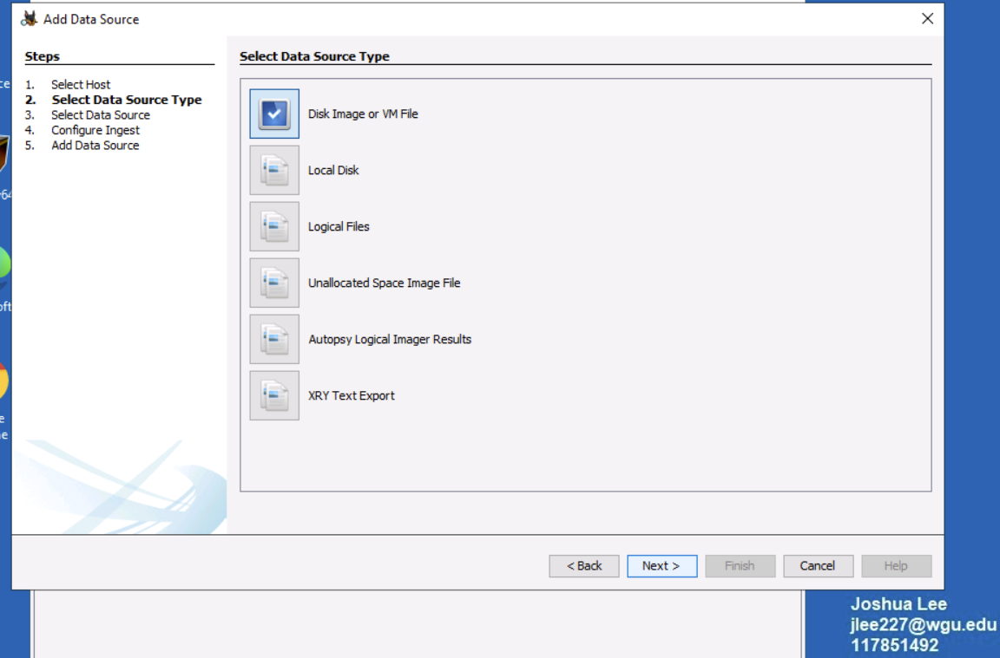 Add Data Source
Steps
1. Select Host
2. Select Data Source Type
3. Select Data Source
4. Configure Ingest
5. Add Data Source
Select Data Source Type
Disk Image or VM File
Local Disk
Logical Files
Unallocated Space Image File
Autopsy Logical Imager Results
XRY Text Export
< Back
Next >
Finish
Cancel
Help
Joshua Lee
jlee227@wgu.edu
117851492